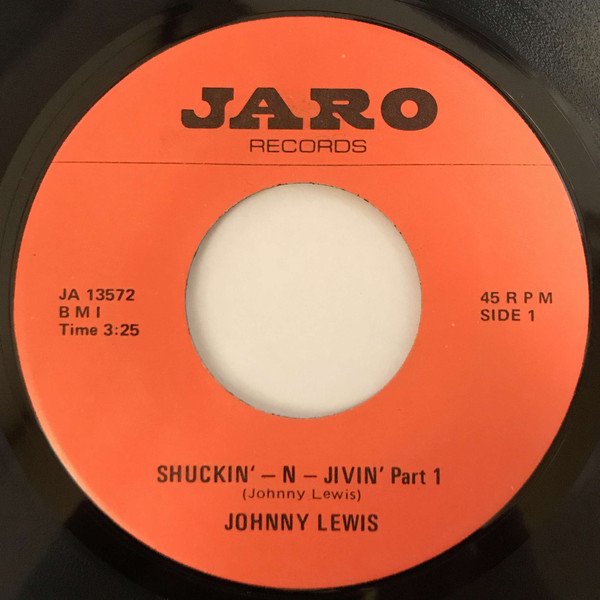 JARO
RECORDS
JA 13572
B M I
Time 3:25
45 R P M
SIDE 1
SHUCKIN' – N – JIVIN' Part 1
(Johnny Lewis)
JOHNNY LEWIS